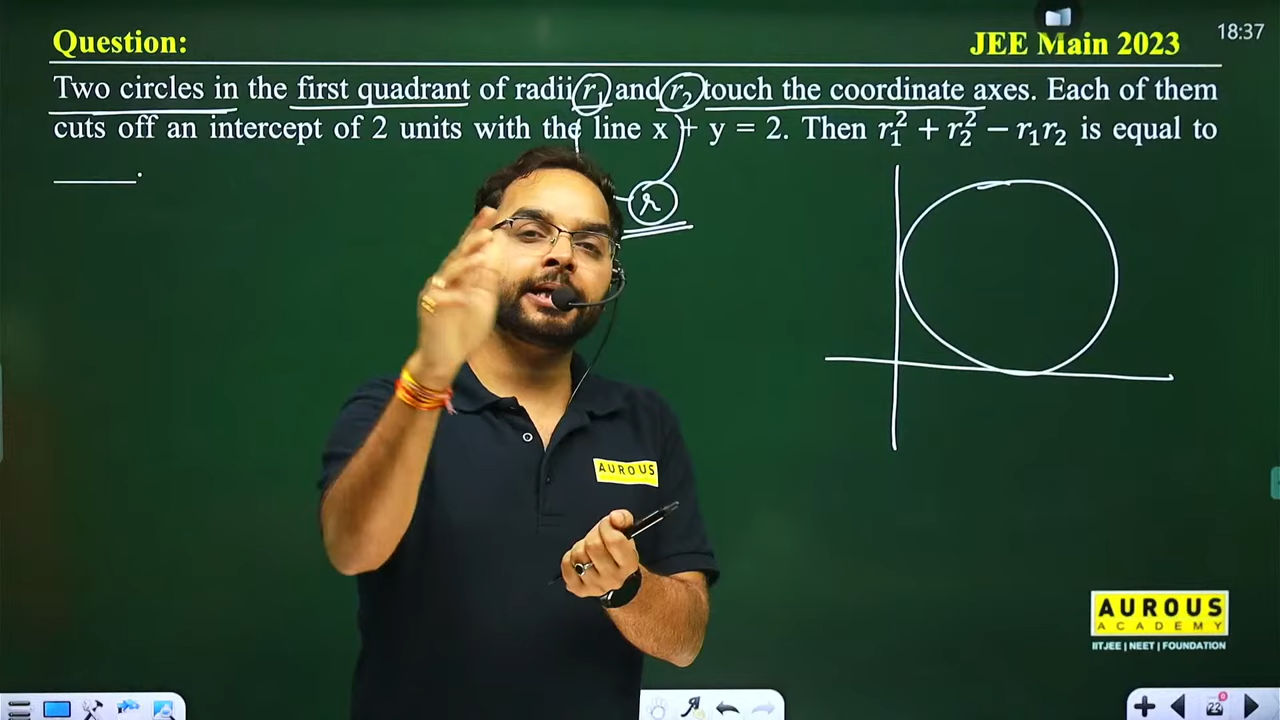 Question:
JEE Main 2023
18:37
Two circles in the first quadrant of radii r₁ and r₂ touch the coordinate axes. Each of them
cuts off an intercept of 2 units with the line x + y = 2. Then r₁² + r₂² − r₁r₂ is equal to
_____.
r
AUROUS
AUROUS
ACADEMY
IITJEE | NEET | FOUNDATION